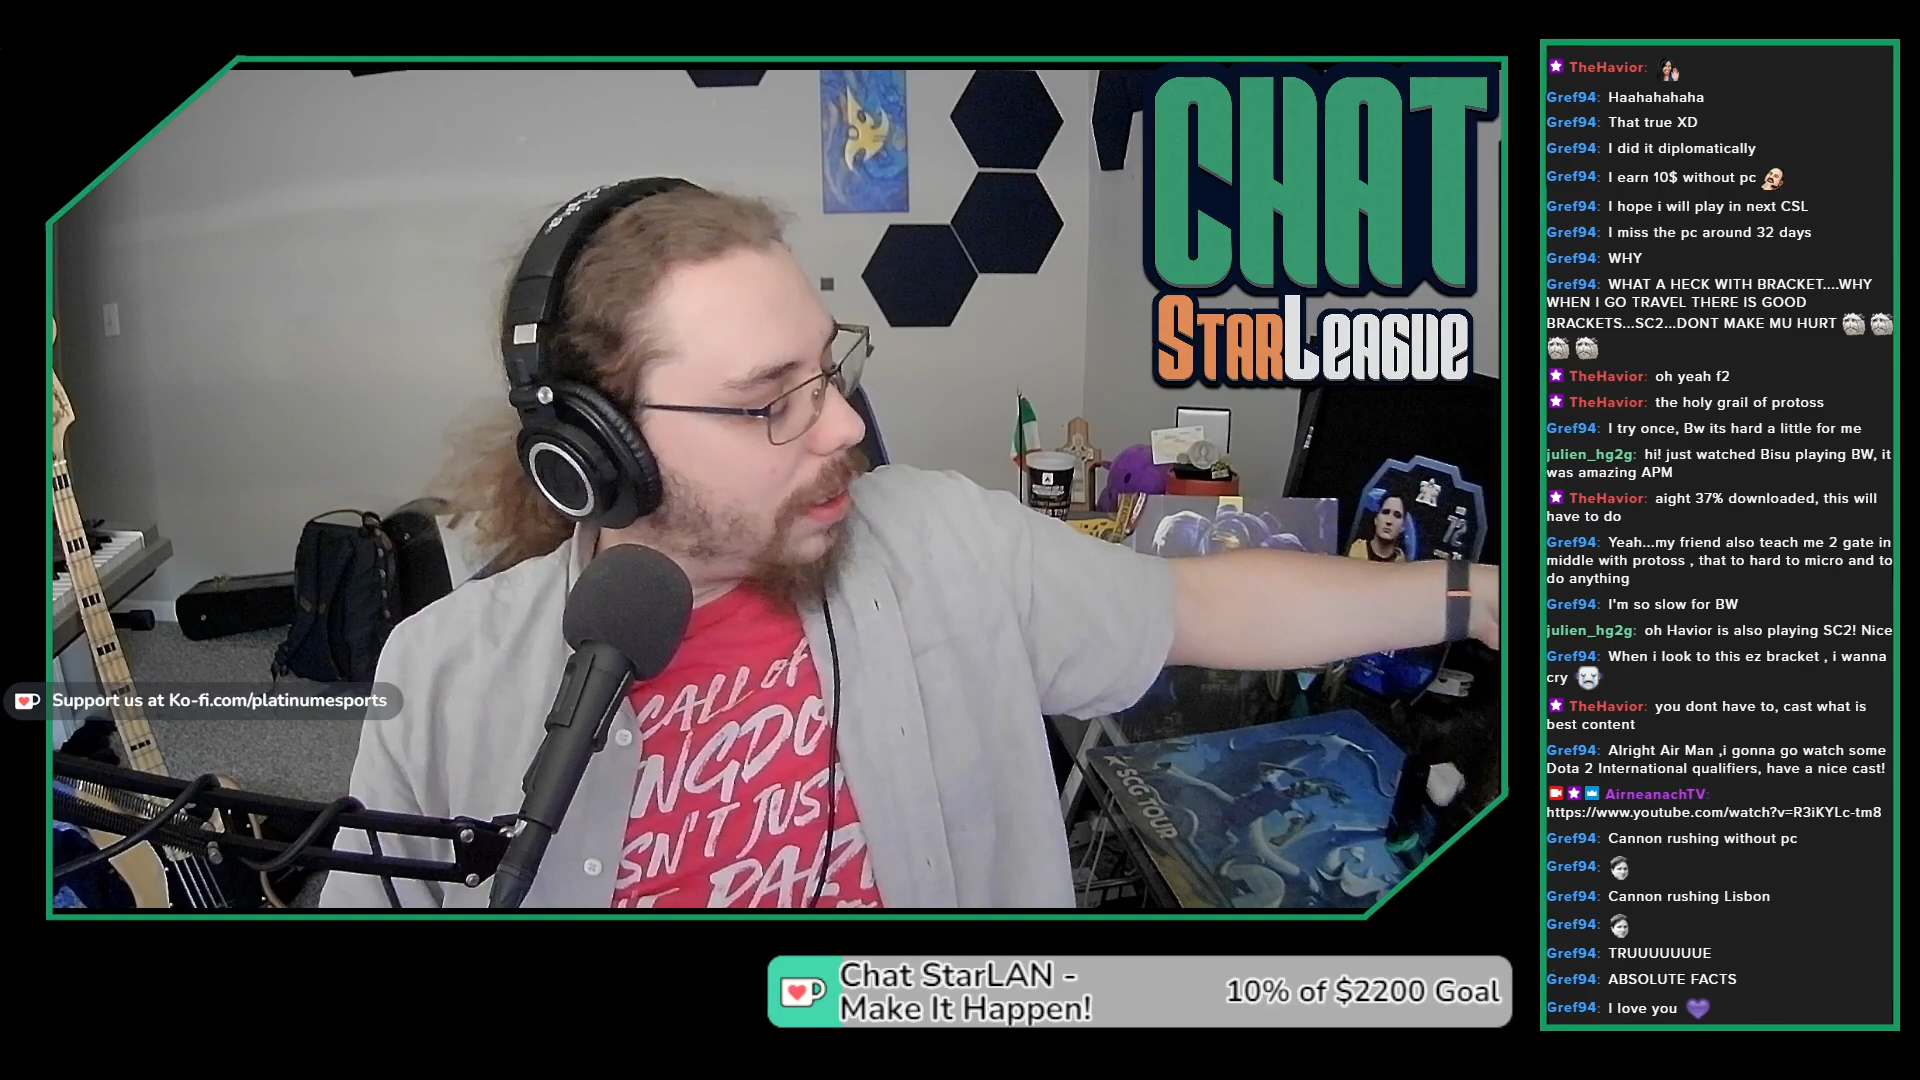 CHAT
STARLEAGUE
CALL OF
INGDO
SN'T JUST
PART
SCG TOUR
72
Support us at Ko-fi.com/platinumesports
Chat StarLAN -
Make It Happen!
10% of $2200 Goal
TheHavior:
Gref94: Haahahahaha
Gref94: That true XD
Gref94: I did it diplomatically
Gref94: I earn 10$ without pc
Gref94: I hope i will play in next CSL
Gref94: I miss the pc around 32 days
Gref94: WHY
Gref94: WHAT A HECK WITH BRACKET....WHY
WHEN I GO TRAVEL THERE IS GOOD
BRACKETS...SC2...DONT MAKE MU HURT
TheHavior: oh yeah f2
TheHavior: the holy grail of protoss
Gref94: I try once, Bw its hard a little for me
julien_hg2g: hi! just watched Bisu playing BW, it
was amazing APM
TheHavior: aight 37% downloaded, this will
have to do
Gref94: Yeah...my friend also teach me 2 gate in
middle with protoss , that to hard to micro and to
do anything
Gref94: I'm so slow for BW
julien_hg2g: oh Havior is also playing SC2! Nice
Gref94: When i look to this ez bracket , i wanna
cry
TheHavior: you dont have to, cast what is
best content
Gref94: Alright Air Man ,i gonna go watch some
Dota 2 International qualifiers, have a nice cast!
AirneanachTV:
https://www.youtube.com/watch?v=R3iKYLc-tm8
Gref94: Cannon rushing without pc
Gref94:
Gref94: Cannon rushing Lisbon
Gref94:
Gref94: TRUUUUUUUE
Gref94: ABSOLUTE FACTS
Gref94: I love you